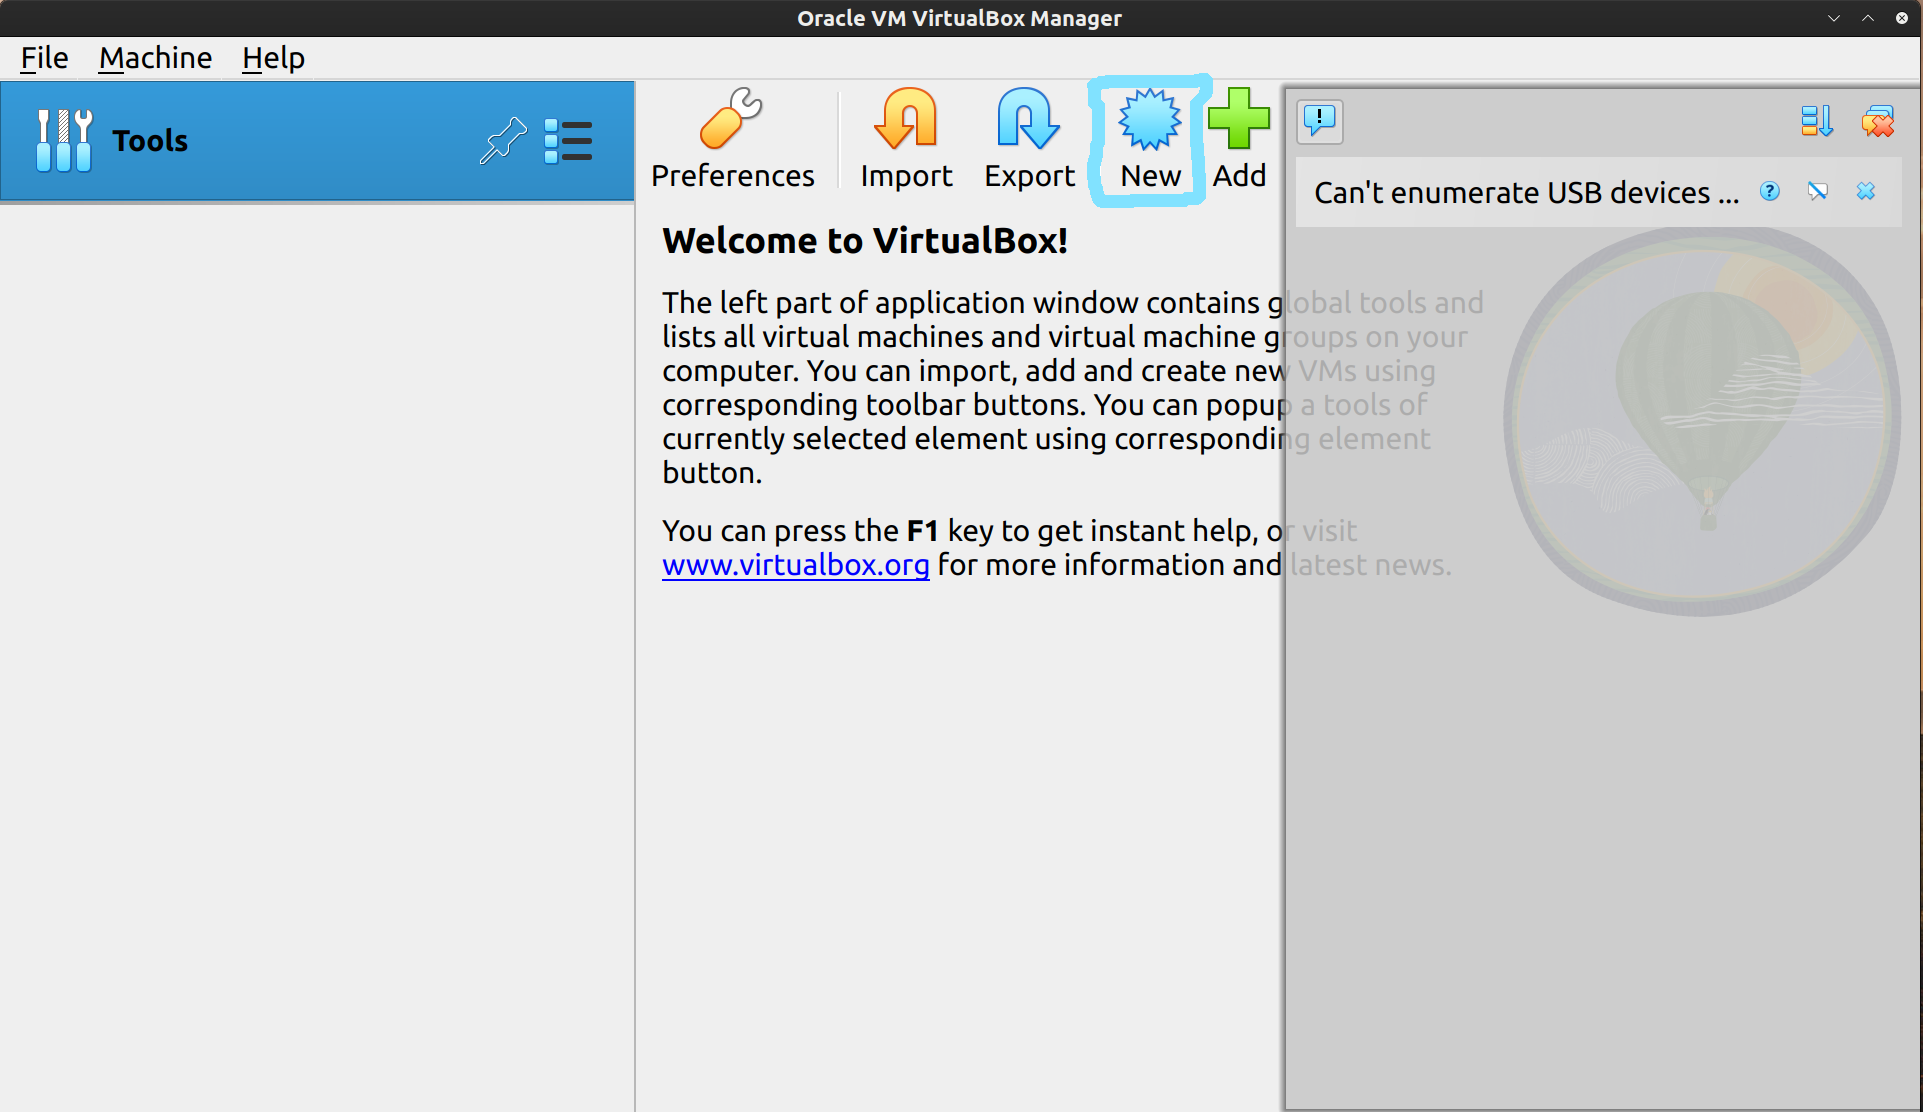 Oracle VM VirtualBox Manager
File Machine Help
Tools
Preferences Import Export New Add
Can't enumerate USB devices ...
Welcome to VirtualBox!
The left part of application window contains global tools and
lists all virtual machines and virtual machine groups on your
computer. You can import, add and create new VMs using
corresponding toolbar buttons. You can popup a tools of
currently selected element using corresponding element
button.
You can press the F1 key to get instant help, or visit
www.virtualbox.org for more information and latest news.